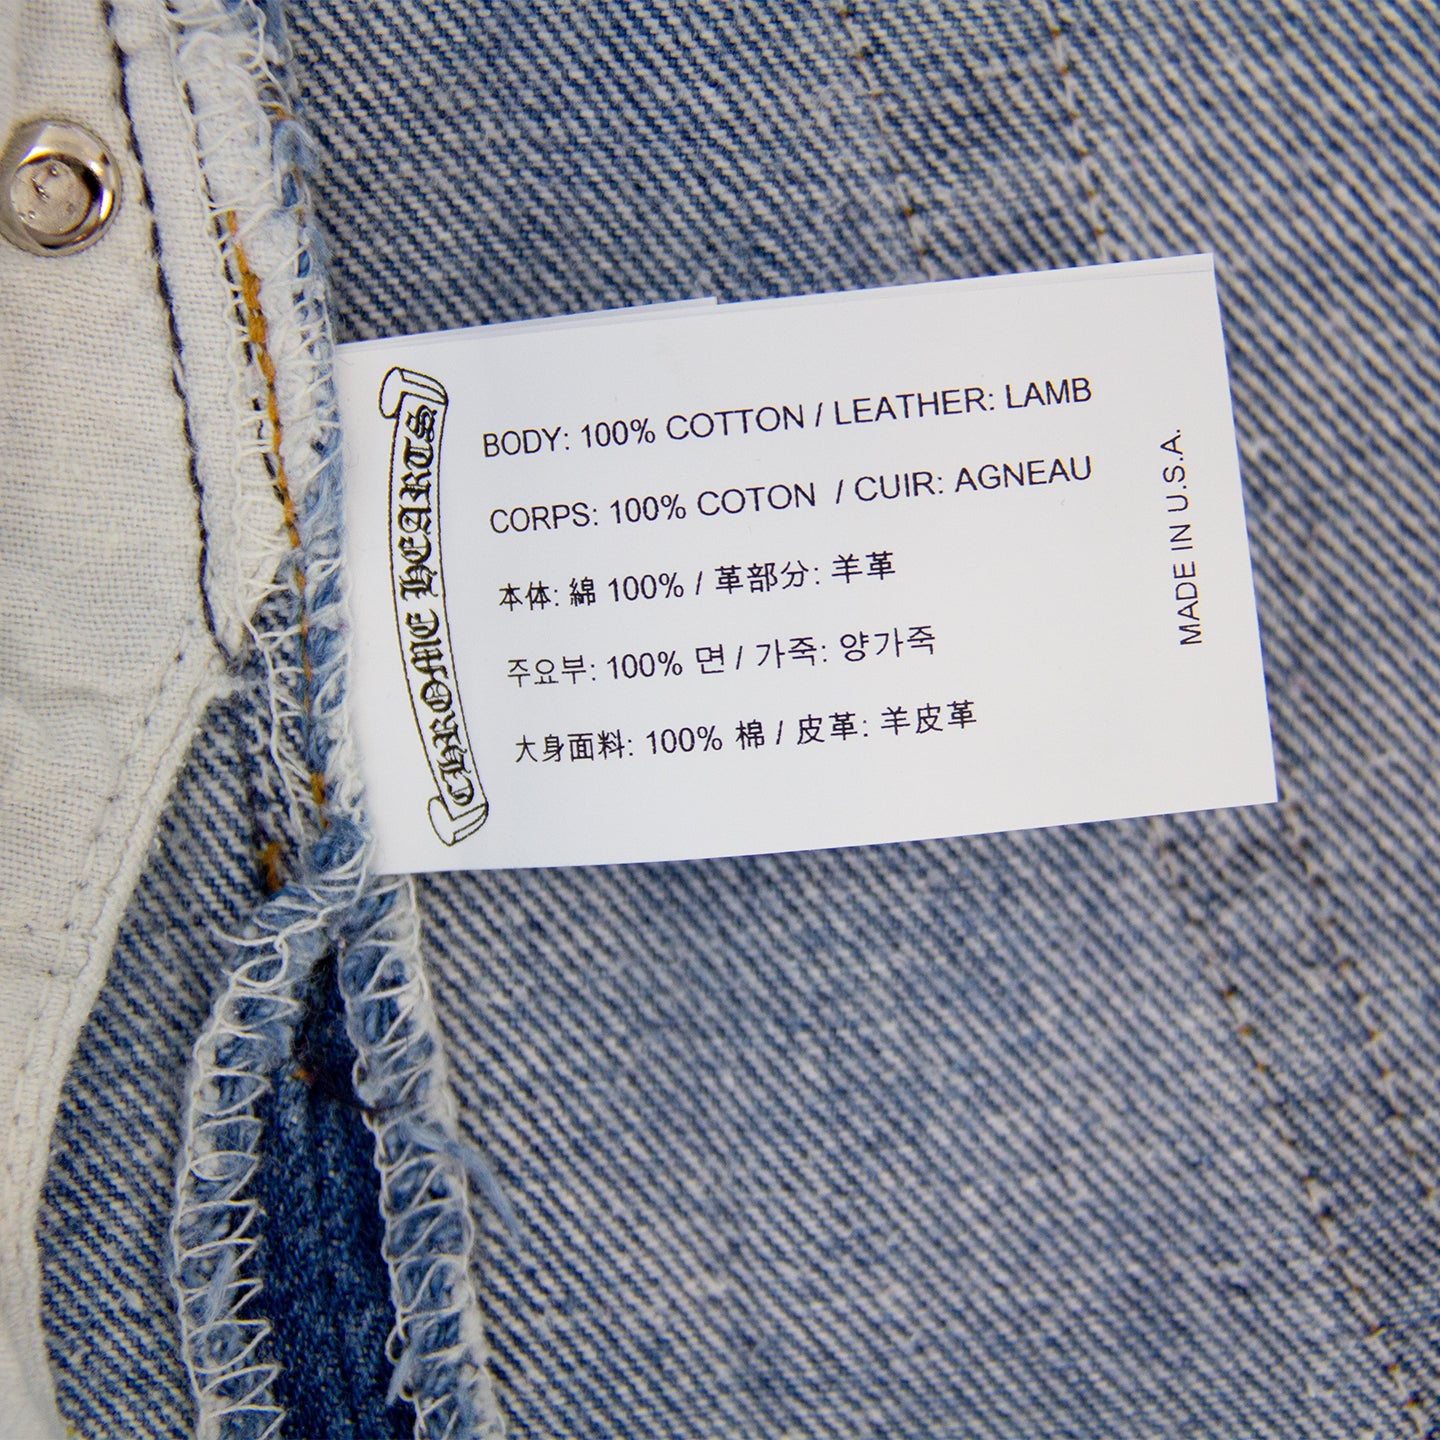 CHROME HEARTS
BODY: 100% COTTON / LEATHER: LAMB
CORPS: 100% COTON / CUIR: AGNEAU
本体: 綿 100% / 革部分: 羊革
주요부: 100% 면 / 가죽: 양가죽
大身面料: 100% 棉 / 皮革: 羊皮革
MADE IN U.S.A.